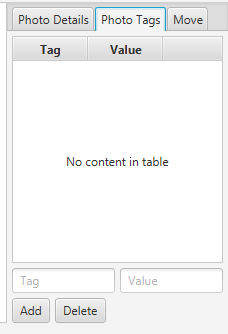 Photo Details Photo Tags Move
Tag Value
No content in table
Tag Value
Add Delete